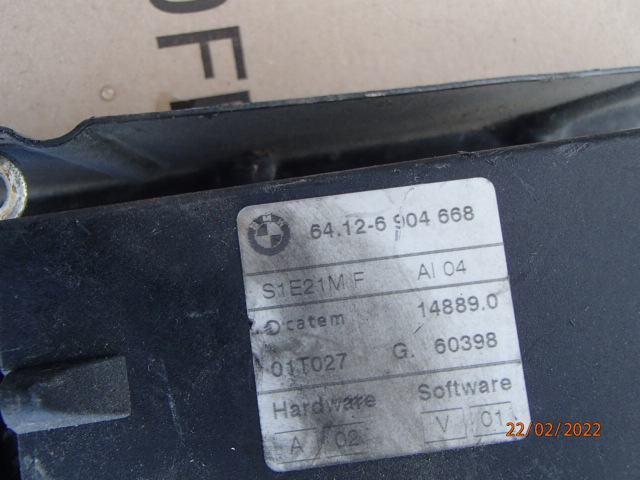 BMW
64.12-6 904 668
S1E21M F AI 04
catem 14889.0
01T027 G. 60398
Hardware Software
A 02 V 01
22/02/2022